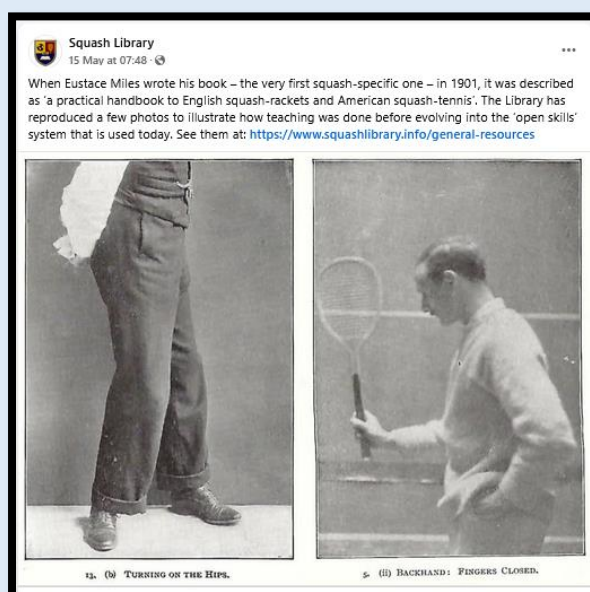 Squash Library
15 May at 07:48 ·
When Eustace Miles wrote his book – the very first squash-specific one – in 1901, it was described
as 'a practical handbook to English squash-rackets and American squash-tennis'. The Library has
reproduced a few photos to illustrate how teaching was done before evolving into the 'open skills'
system that is used today. See them at: https://www.squashlibrary.info/general-resources
13. (b) TURNING ON THE HIPS.
5. (ii) BACKHAND: FINGERS CLOSED.